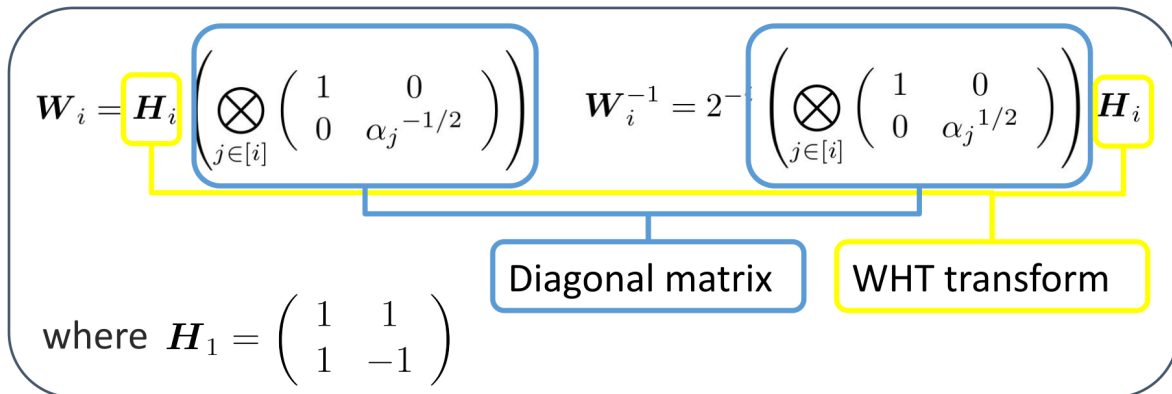 W_i = H_i ( ⨂_{j∈[i]} ( 1 0 ; 0 α_j^{-1/2} ) ) W_i^{-1} = 2^- ( ⨂_{j∈[i]} ( 1 0 ; 0 α_j^{1/2} ) ) H_i
Diagonal matrix WHT transform
where H_1 = ( 1 1 ; 1 -1 )